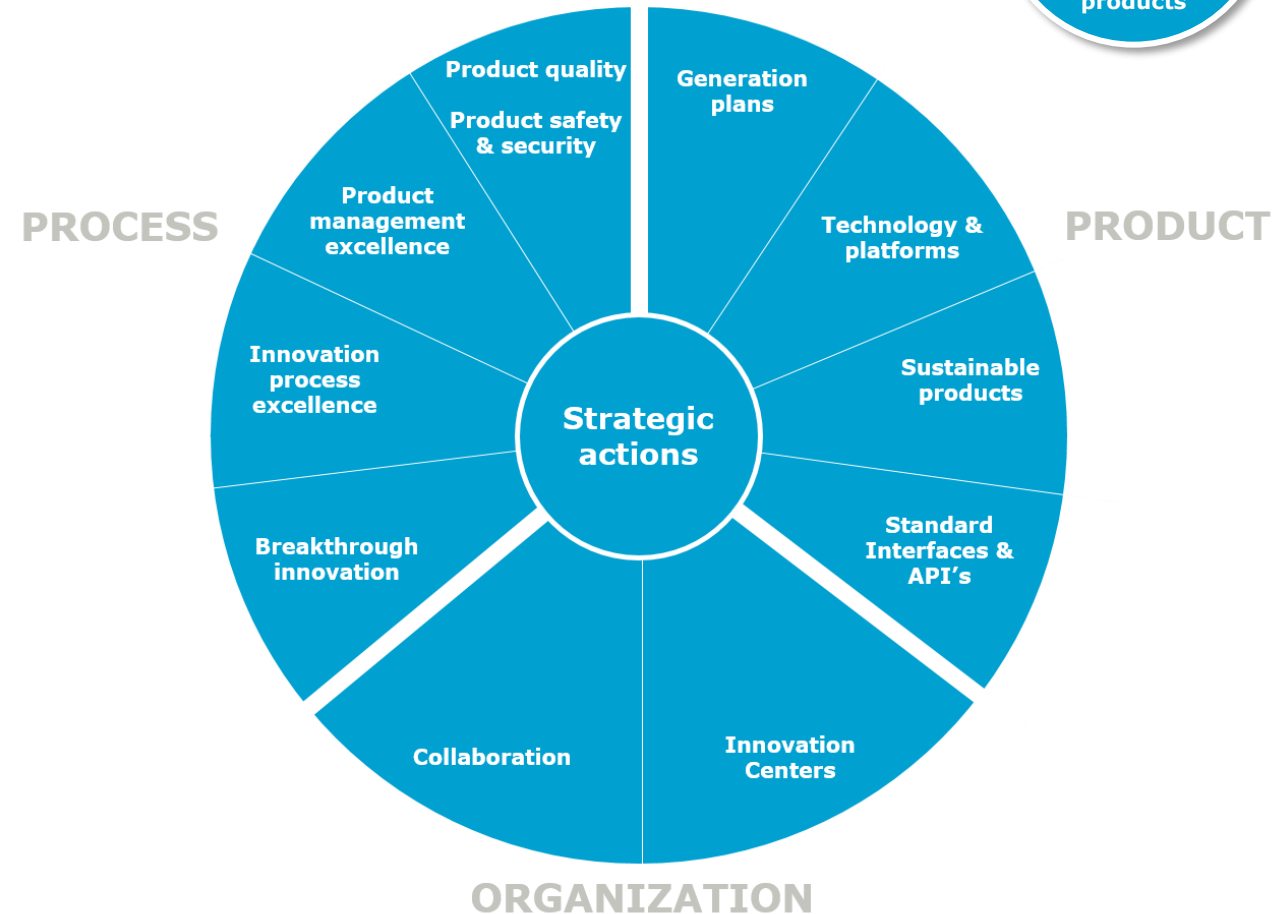 products
Product quality
Product safety
& security
Generation
plans
Product
management
excellence
Technology &
platforms
PROCESS
PRODUCT
Innovation
process
excellence
Sustainable
products
Strategic
actions
Breakthrough
innovation
Standard
Interfaces &
API’s
Collaboration
Innovation
Centers
ORGANIZATION